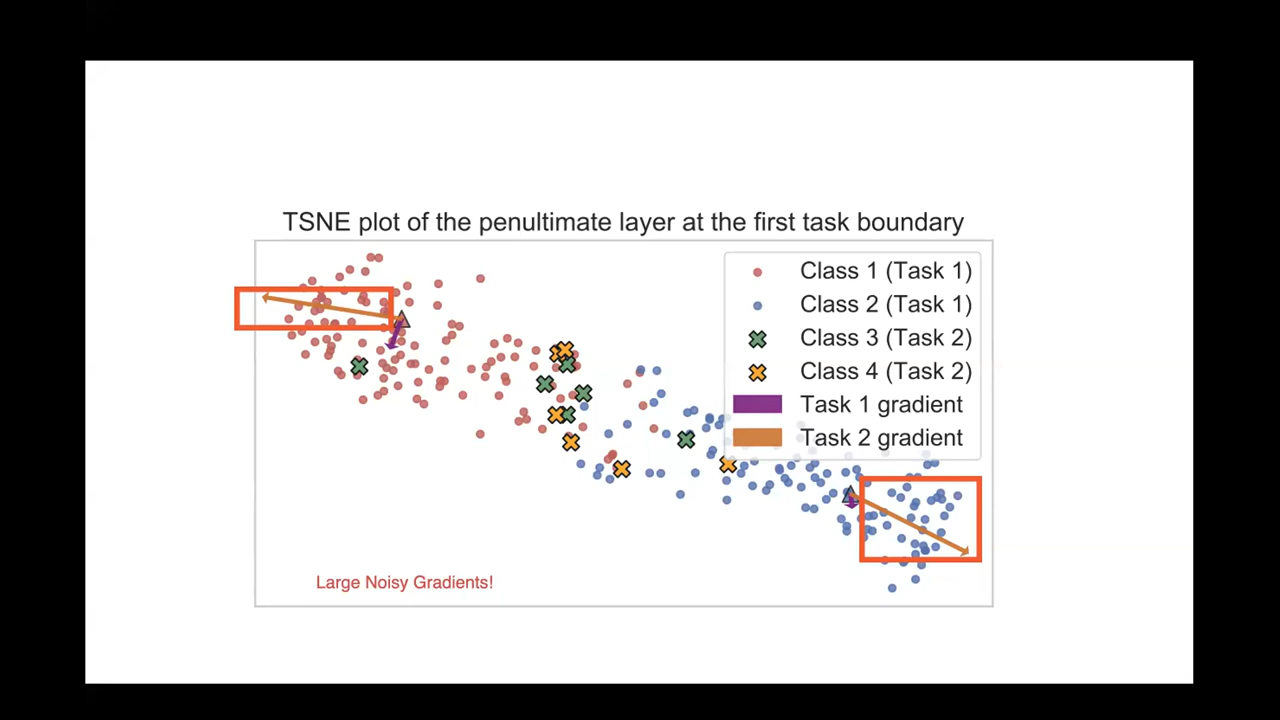 TSNE plot of the penultimate layer at the first task boundary
Class 1 (Task 1)
Class 2 (Task 1)
Class 3 (Task 2)
Class 4 (Task 2)
Task 1 gradient
Task 2 gradient
Large Noisy Gradients!